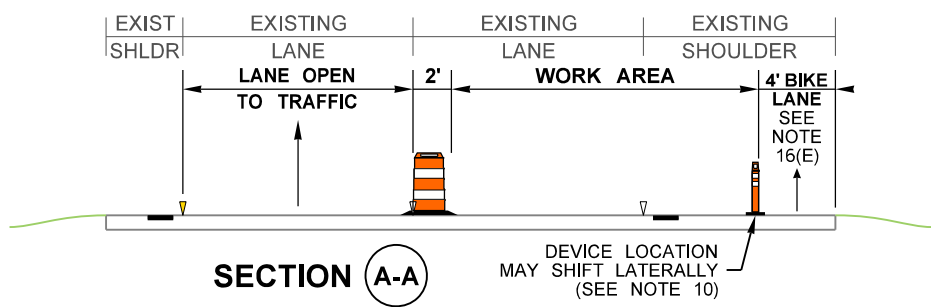 EXIST
SHLDR
EXISTING
LANE
EXISTING
LANE
EXISTING
SHOULDER
LANE OPEN
TO TRAFFIC
2'
WORK AREA
4' BIKE
LANE
SEE
NOTE
16(E)
DEVICE LOCATION
MAY SHIFT LATERALLY
(SEE NOTE 10)
SECTION A-A